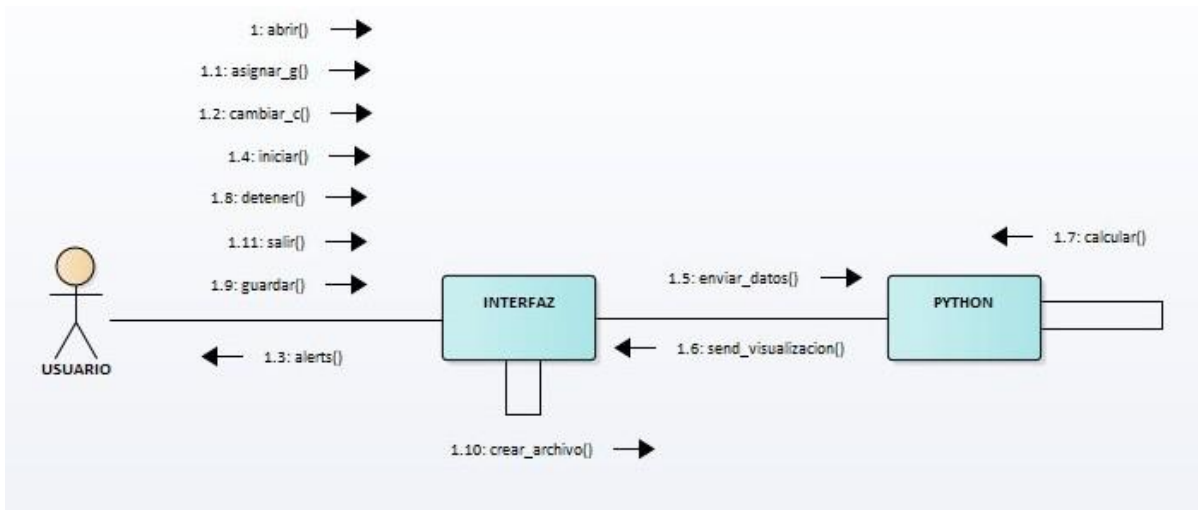 1: abrir()
1.1: asignar_g()
1.2: cambiar_c()
1.4: iniciar()
1.8: detener()
1.11: salir()
1.9: guardar()
1.3: alerts()
USUARIO
INTERFAZ
1.10: crear_archivo()
1.5: enviar_datos()
1.6: send_visualizacion()
1.7: calcular()
PYTHON